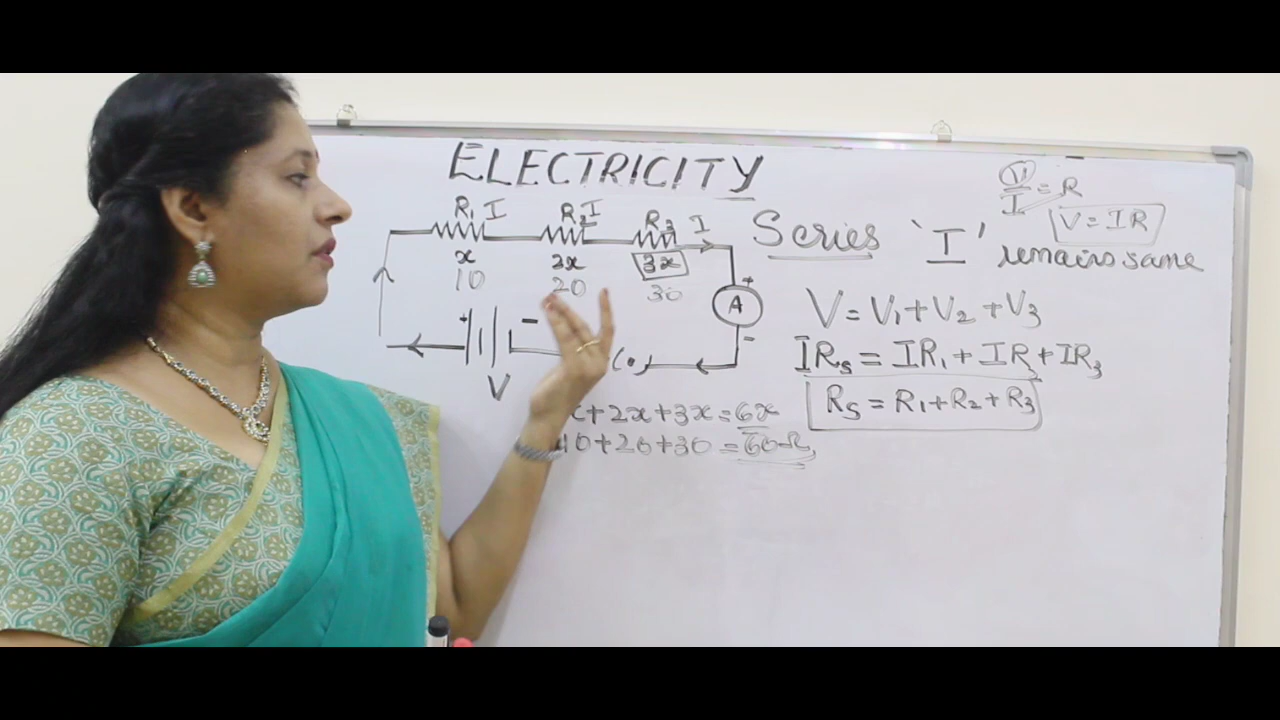 ELECTRICITY
V/I = R
V = IR
R₁ I R₂ I R₃ I
Series 'I' remains same
x 2x 3x
10 20 30
+ A -
+ - V
(.)
V = V₁ + V₂ + V₃
IRs = IR₁ + IR₂ + IR₃
Rs = R₁ + R₂ + R₃
x + 2x + 3x = 6x
10 + 20 + 30 = 60 Ω